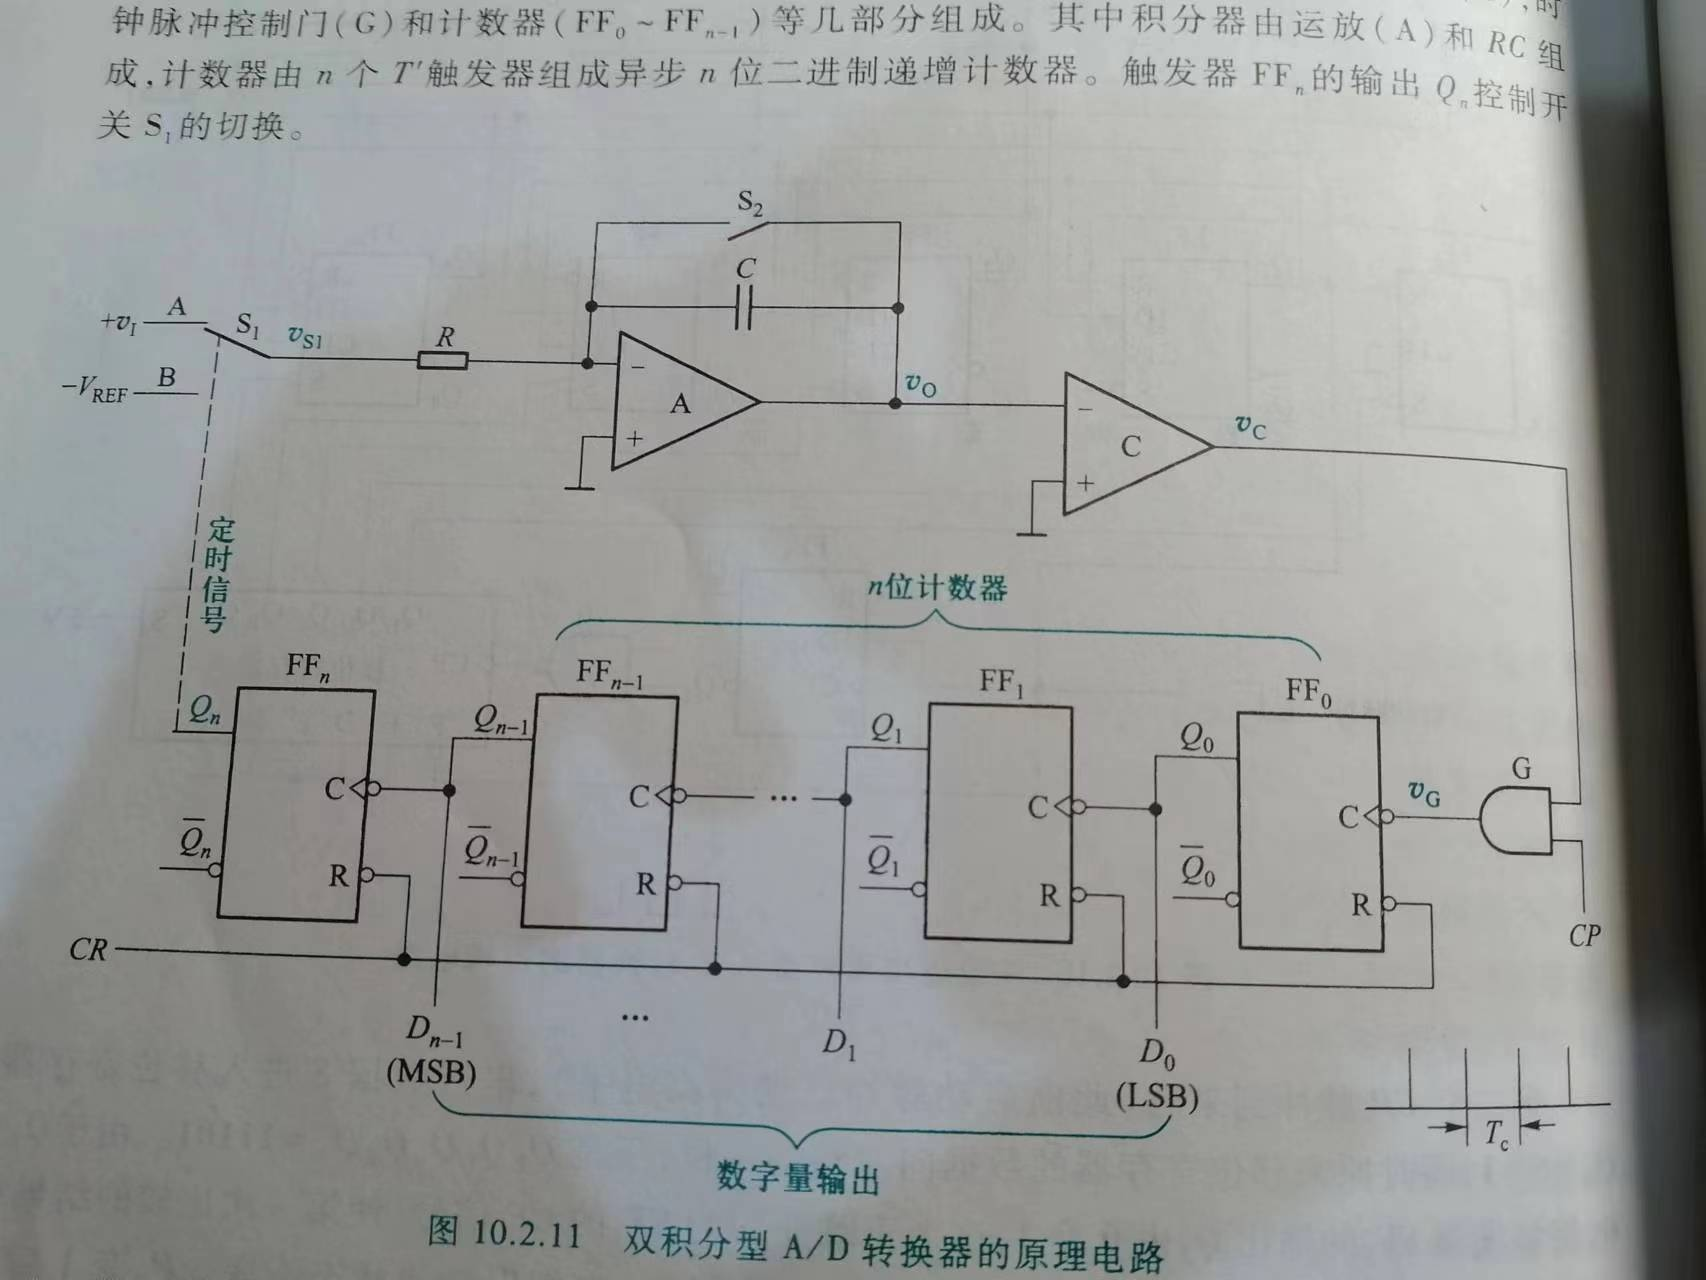 ,时
钟脉冲控制门(G)和计数器(FF₀~FFₙ₋₁)等几部分组成。其中积分器由运放(A)和RC组
成,计数器由n个T′触发器组成异步n位二进制递增计数器。触发器FFₙ的输出Qₙ控制开
关S₁的切换。
S₂
C
+v_I A S₁ v_S1 R
−V_REF B
− A + v_O
− C + v_C
定时信号
n位计数器
FFₙ FFₙ₋₁ FF₁ FF₀
Qₙ Qₙ₋₁ Q₁ Q₀ G
C C ... C C v_G
Q̅ₙ Q̅ₙ₋₁ Q̅₁ Q̅₀
R R R R
CR CP
Dₙ₋₁ ... D₁ D₀
(MSB) (LSB)
T_c
数字量输出
图 10.2.11 双积分型 A/D 转换器的原理电路